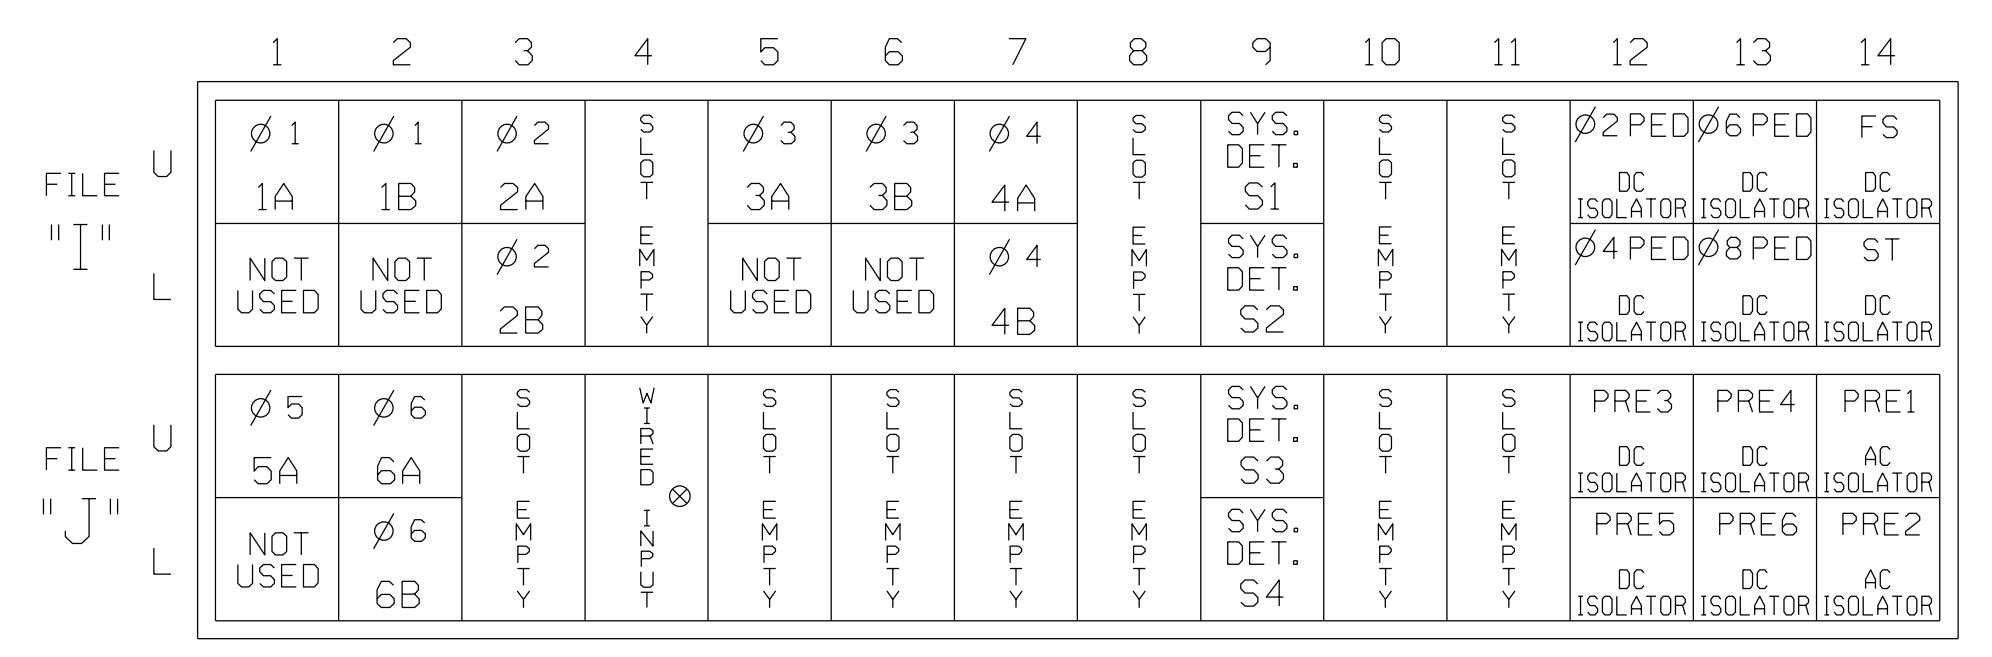 1 2 3 4 5 6 7 8 9 10 11 12 13 14
FILE "I"
U
Ø 1 1A
Ø 1 1B
Ø 2 2A
SLOT EMPTY
Ø 3 3A
Ø 3 3B
Ø 4 4A
SLOT EMPTY
SYS. DET. S1
SLOT EMPTY
SLOT EMPTY
Ø2 PED DC ISOLATOR
Ø6 PED DC ISOLATOR
FS DC ISOLATOR
L
NOT USED
NOT USED
Ø 2 2B
NOT USED
NOT USED
Ø 4 4B
SYS. DET. S2
Ø4 PED DC ISOLATOR
Ø8 PED DC ISOLATOR
ST DC ISOLATOR
FILE "J"
U
Ø 5 5A
Ø 6 6A
SLOT EMPTY
WIRED INPUT
SLOT EMPTY
SLOT EMPTY
SLOT EMPTY
SLOT EMPTY
SYS. DET. S3
SLOT EMPTY
SLOT EMPTY
PRE3 DC ISOLATOR
PRE4 DC ISOLATOR
PRE1 AC ISOLATOR
L
NOT USED
Ø 6 6B
SYS. DET. S4
PRE5 DC ISOLATOR
PRE6 DC ISOLATOR
PRE2 AC ISOLATOR